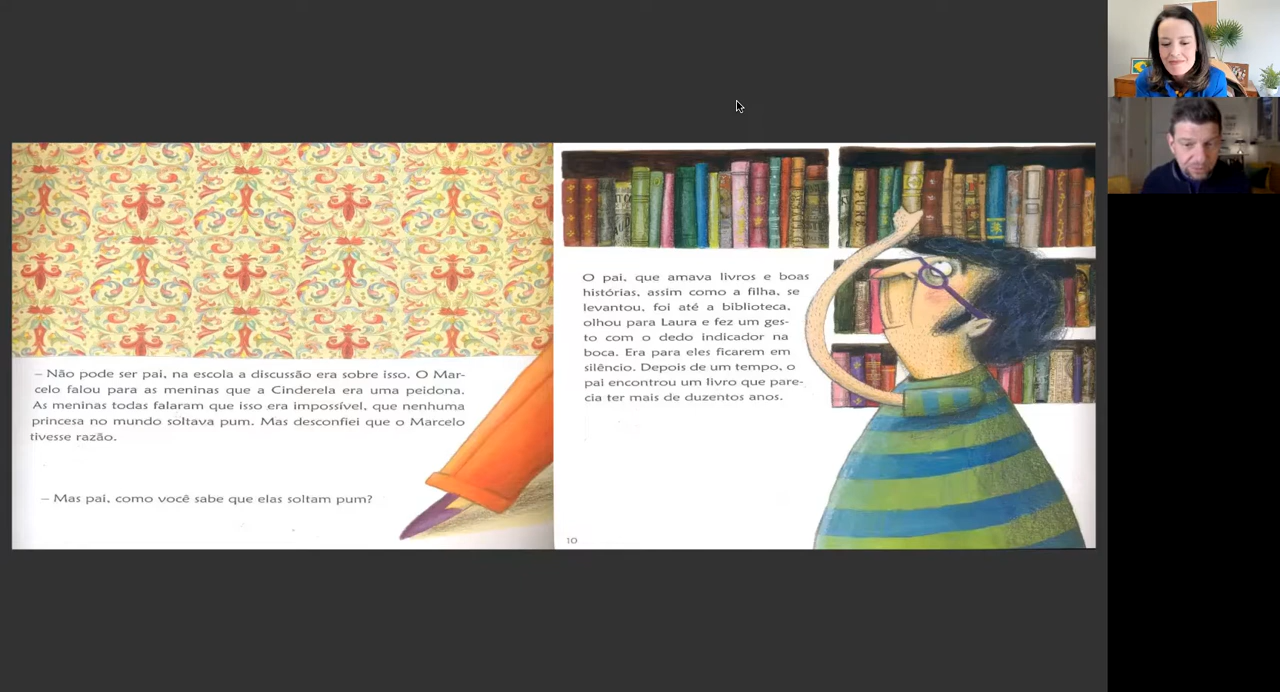 – Não pode ser pai, na escola a discussão era sobre isso. O Mar-
celo falou para as meninas que a Cinderela era uma peidona.
As meninas todas falaram que isso era impossível, que nenhuma
princesa no mundo soltava pum. Mas desconfiei que o Marcelo
tivesse razão.
– Mas pai, como você sabe que elas soltam pum?
O pai, que amava livros e boas
histórias, assim como a filha, se
levantou, foi até a biblioteca,
olhou para Laura e fez um ges-
to com o dedo indicador na
boca. Era para eles ficarem em
silêncio. Depois de um tempo, o
pai encontrou um livro que pare-
cia ter mais de duzentos anos.
10